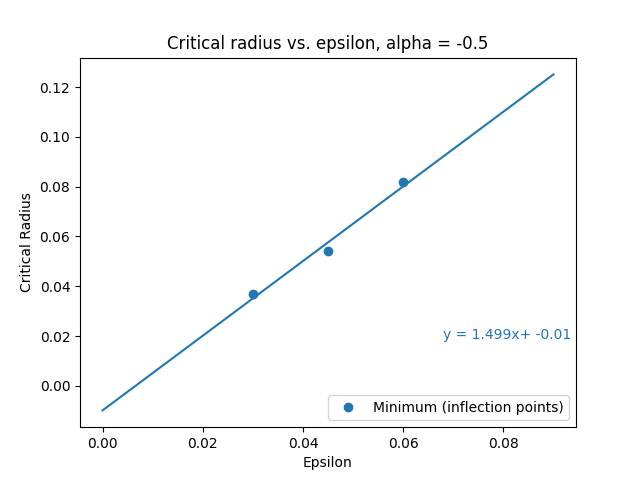 Critical radius vs. epsilon, alpha = -0.5
Critical Radius
0.12
0.10
0.08
0.06
0.04
0.02
0.00
y = 1.499x+ -0.01
Minimum (inflection points)
0.00 0.02 0.04 0.06 0.08
Epsilon